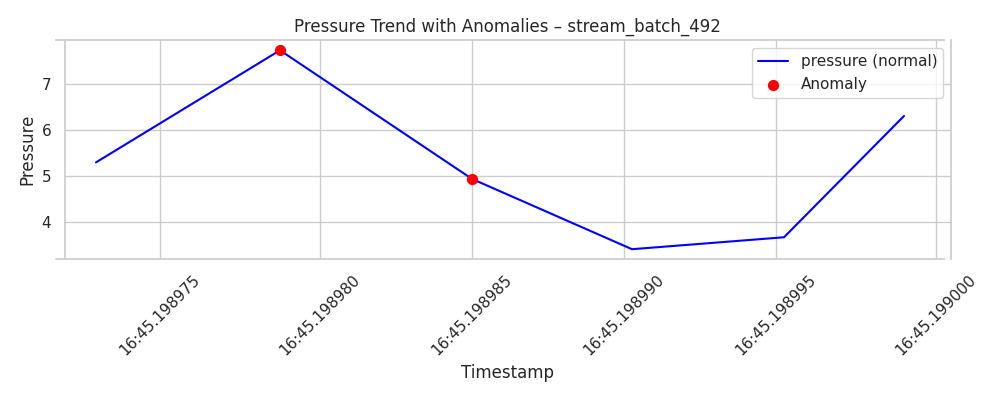 Pressure Trend with Anomalies – stream_batch_492
pressure (normal)
Anomaly
Pressure
7
6
5
4
16:45.198975
16:45.198980
16:45.198985
16:45.198990
16:45.198995
16:45.199000
Timestamp